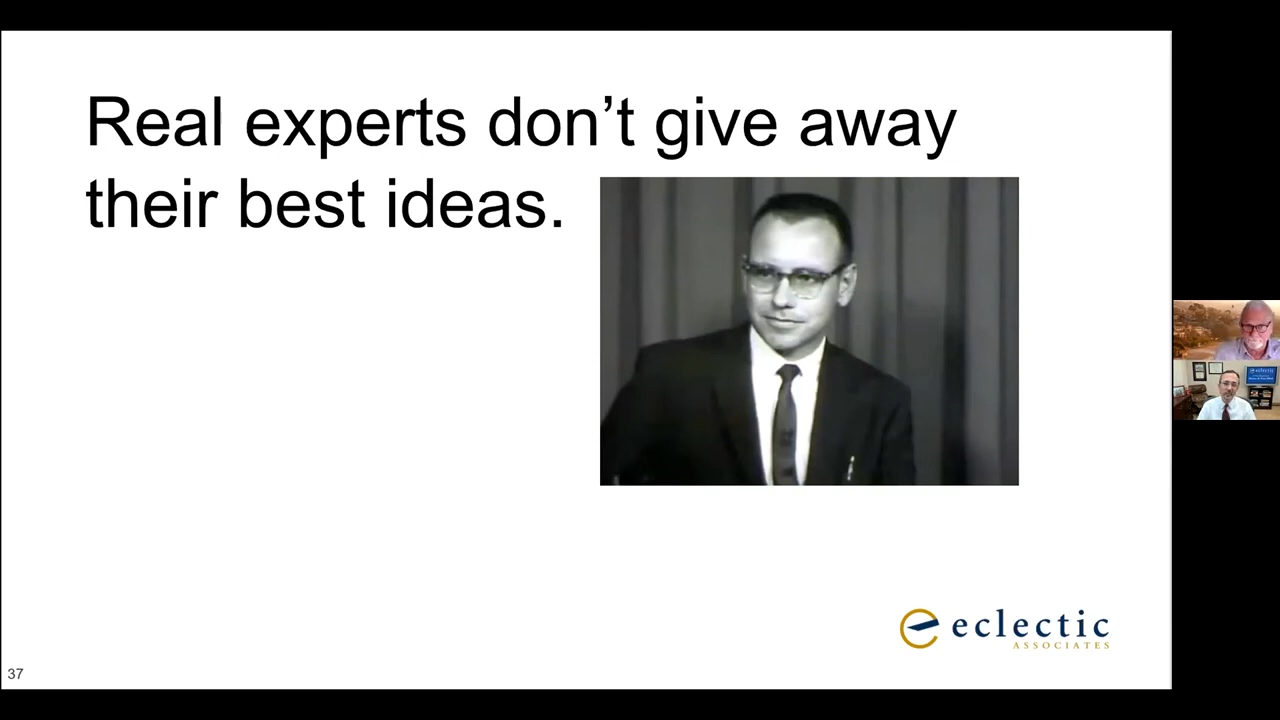 Real experts don’t give away
their best ideas.
eclectic
ASSOCIATES
37